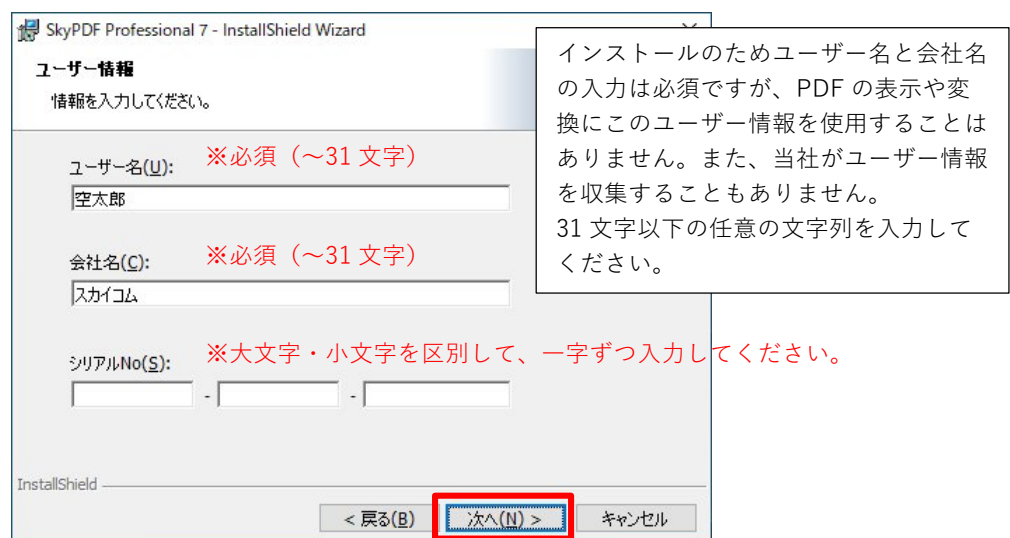 SkyPDF Professional 7 - InstallShield Wizard
ユーザー情報
情報を入力してください。
インストールのためユーザー名と会社名
の入力は必須ですが、PDF の表示や変
換にこのユーザー情報を使用することは
ありません。また、当社がユーザー情報
を収集することもありません。
31 文字以下の任意の文字列を入力して
ください。
ユーザー名(U): ※必須(～31 文字)
空太郎
会社名(C): ※必須(～31 文字)
スカイコム
シリアルNo(S): ※大文字・小文字を区別して、一字ずつ入力してください。
- -
InstallShield
< 戻る(B) 次へ(N) > キャンセル